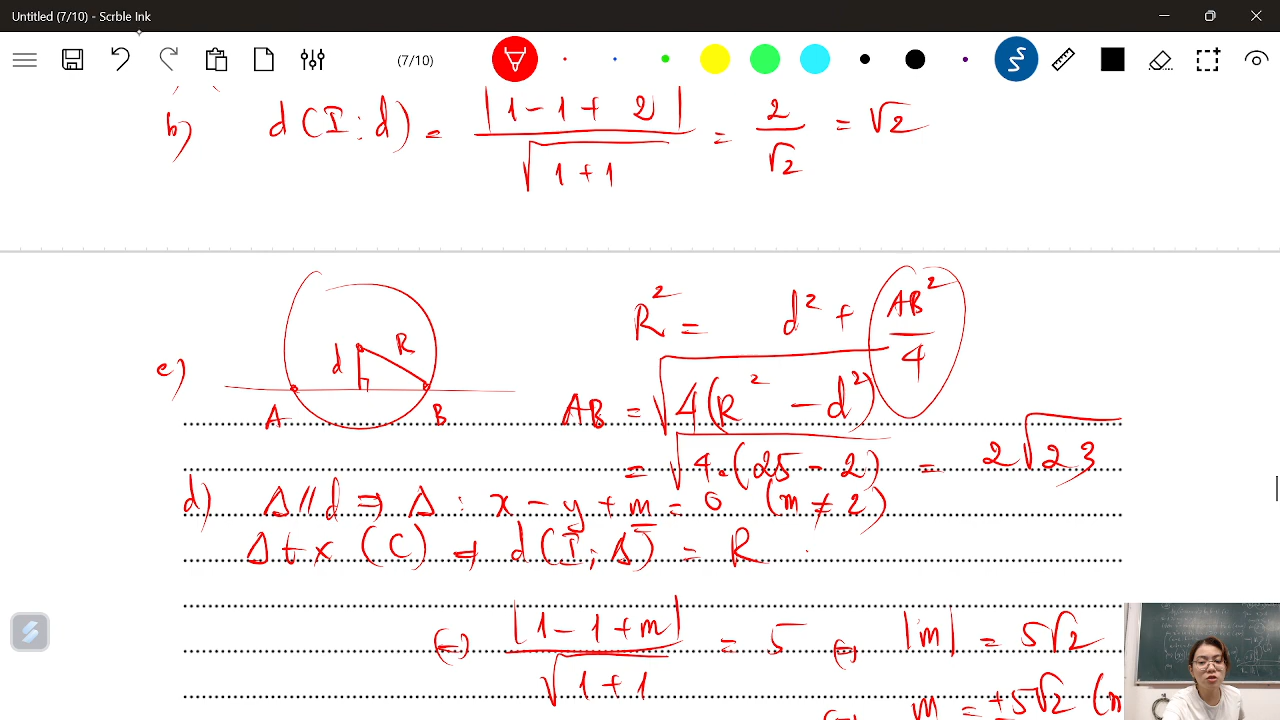 Untitled (7/10) - Scrble Ink
(7/10)
b) d(I; d) = |1 - 1 + 2| / √(1 + 1) = 2/√2 = √2
R² = d² + AB²/4
d R
A B
c)
AB = √(4(R² - d²))
= √(4.(25 - 2)) = 2√23
d) Δ // d ⇒ Δ : x - y + m = 0 (m ≠ 2)
Δ tx (C) ⇔ d(I; Δ) = R
(=) |1 - 1 + m| / √(1 + 1) = 5 (=) |m| = 5√2
m = ±5√2 (m